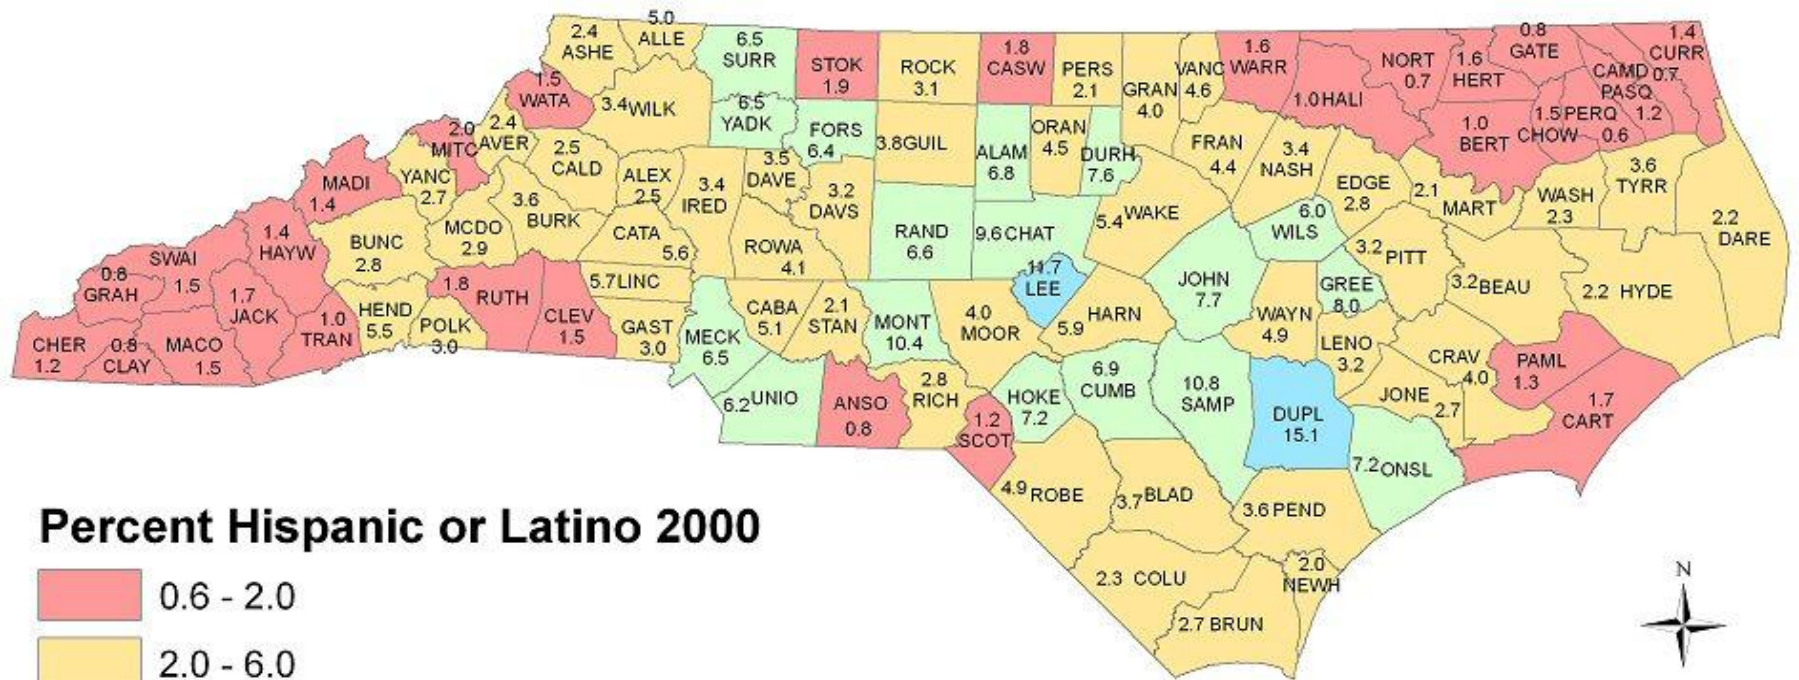 5.0
2.4
ASHE
ALLE
6.5
SURR
STOK
1.9
ROCK
3.1
1.8
CASW
PERS
2.1
GRAN
4.0
VANC
4.6
1.6
WARR
1.0 HALI
NORT
0.7
1.6
HERT
0.8
GATE
1.4
CURR
CAMD
0.7
PASQ
1.2
1.5 PERQ
CHOW
0.6
1.0
BERT
1.5
WATA
3.4 WILK
6.5
YADK
FORS
6.4
3.8 GUIL
ALAM
6.8
ORAN
4.5
DURH
7.6
FRAN
4.4
3.4
NASH
EDGE
2.8
2.1
MART
WASH
2.3
3.6
TYRR
2.2
DARE
2.0
MITC
2.4
AVER
2.5
CALD
ALEX
2.5
3.4
IRED
3.5
DAVE
3.2
DAVS
MADI
1.4
YANC
2.7
3.6
BURK
MCDO
2.9
CATA
5.6
ROWA
4.1
RAND
6.6
9.6 CHAT
5.4 WAKE
6.0
WILS
3.2 PITT
1.4
HAYW
BUNC
2.8
SWAI
1.5
0.8
GRAH
1.7
JACK
1.0
TRAN
HEND
5.5
POLK
3.0
1.8
RUTH
CLEV
1.5
5.7 LINC
GAST
3.0
CABA
5.1
2.1
STAN
MONT
10.4
4.0
MOOR
11.7
LEE
5.9
HARN
JOHN
7.7
WAYN
4.9
GREE
8.0
3.2 BEAU
2.2 HYDE
CHER
1.2
0.8
CLAY
MACO
1.5
MECK
6.5
6.2 UNIO
ANSO
0.8
2.8
RICH
1.2
SCOT
HOKE
7.2
6.9
CUMB
10.8
SAMP
DUPL
15.1
LENO
3.2
CRAV
4.0
JONE
2.7
PAML
1.3
1.7
CART
7.2 ONSL
4.9 ROBE
3.7 BLAD
3.6 PEND
2.3 COLU
2.0
NEWH
2.7 BRUN
Percent Hispanic or Latino 2000
0.6 - 2.0
2.0 - 6.0
N